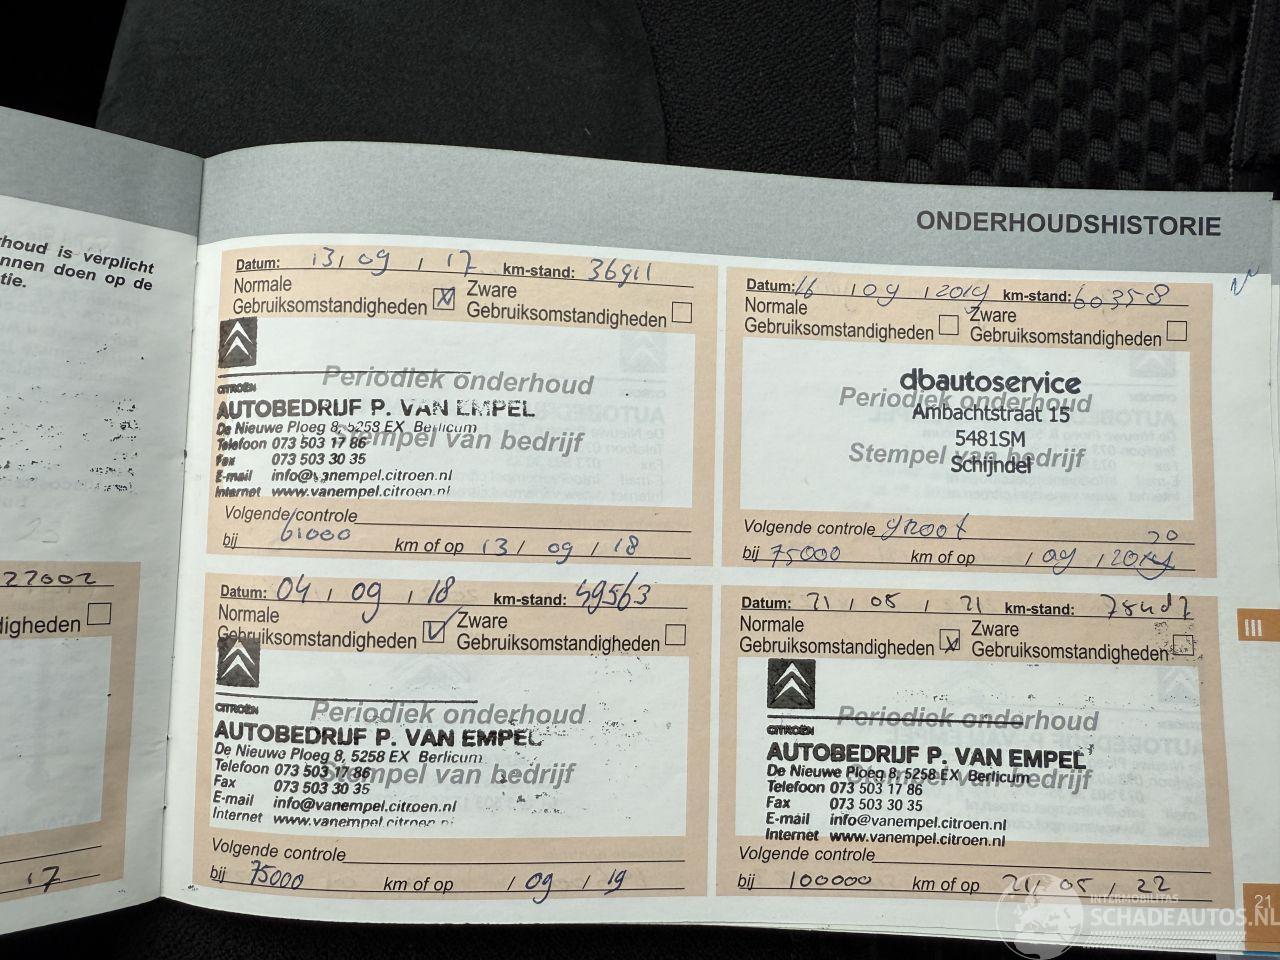 rhoud is verplicht
nnen doen op de
tie.
22002
digheden
17
ONDERHOUDSHISTORIE
Datum: 13 / 09 / 17 km-stand: 36911
Normale
Gebruiksomstandigheden
Zware
Gebruiksomstandigheden
CITROËN
Periodiek onderhoud
AUTOBEDRIJF P. VAN EMPEL
De Nieuwe Ploeg 8, 5258 EX Berlicum
Stempel van bedrijf
Telefoon 073 503 17 86
Fax 073 503 30 35
E-mail info@vanempel.citroen.nl
Internet www.vanempel.citroen.nl
Volgende controle
bij 61000 km of op 13 / 09 / 18
Datum: 16 / 09 / 2019 km-stand: 60358
Normale
Gebruiksomstandigheden
Zware
Gebruiksomstandigheden
dbautoservice
Periodiek onderhoud
Ambachtstraat 15
5481SM
Stempel van bedrijf
Schijndel
Volgende controle groot
20
bij 75000 km of op / 09 / 2019
Datum: 04 / 09 / 18 km-stand: 49563
Normale
Gebruiksomstandigheden
Zware
Gebruiksomstandigheden
CITROËN
Periodiek onderhoud
AUTOBEDRIJF P. VAN EMPEL
De Nieuwe Ploeg 8, 5258 EX Berlicum
Stempel van bedrijf
Telefoon 073 503 17 86
Fax 073 503 30 35
E-mail info@vanempel.citroen.nl
Internet www.vanempel.citroen.nl
Volgende controle
bij 75000 km of op / 09 / 19
Datum: 21 / 05 / 21 km-stand:
Normale
Gebruiksomstandigheden
Zware
Gebruiksomstandigheden
CITROËN
Periodiek onderhoud
AUTOBEDRIJF P. VAN EMPEL
De Nieuwe Ploeg 8, 5258 EX Berlicum
Stempel van bedrijf
Telefoon 073 503 17 86
Fax 073 503 30 35
E-mail info@vanempel.citroen.nl
Internet www.vanempel.citroen.nl
Volgende controle
bij 100000 km of op 21 / 05 / 22
III
21
INTERMOBILITAS
SCHADEAUTOS.NL